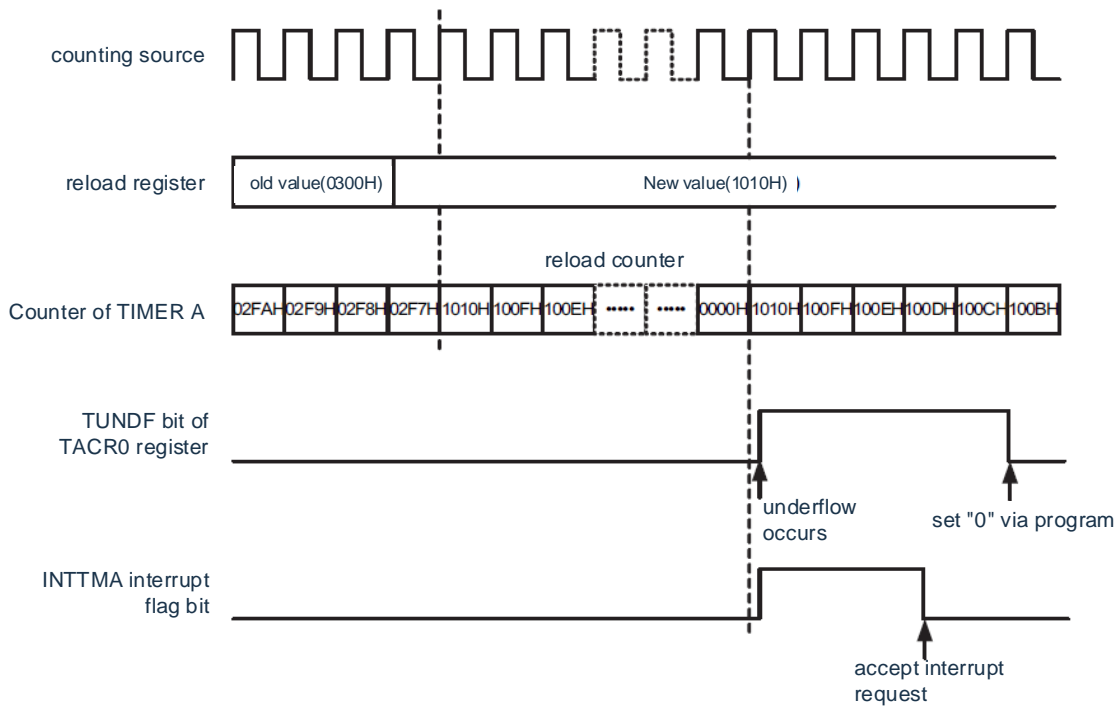 counting source
reload register
old value(0300H)
New value(1010H) )
reload counter
Counter of TIMER A
02FAH 02F9H 02F8H 02F7H 1010H 100FH 100EH ····· ····· 0000H 1010H 100FH 100EH 100DH 100CH 100BH
TUNDF bit of
TACR0 register
underflow
occurs
set "0" via program
INTTMA interrupt
flag bit
accept interrupt
request